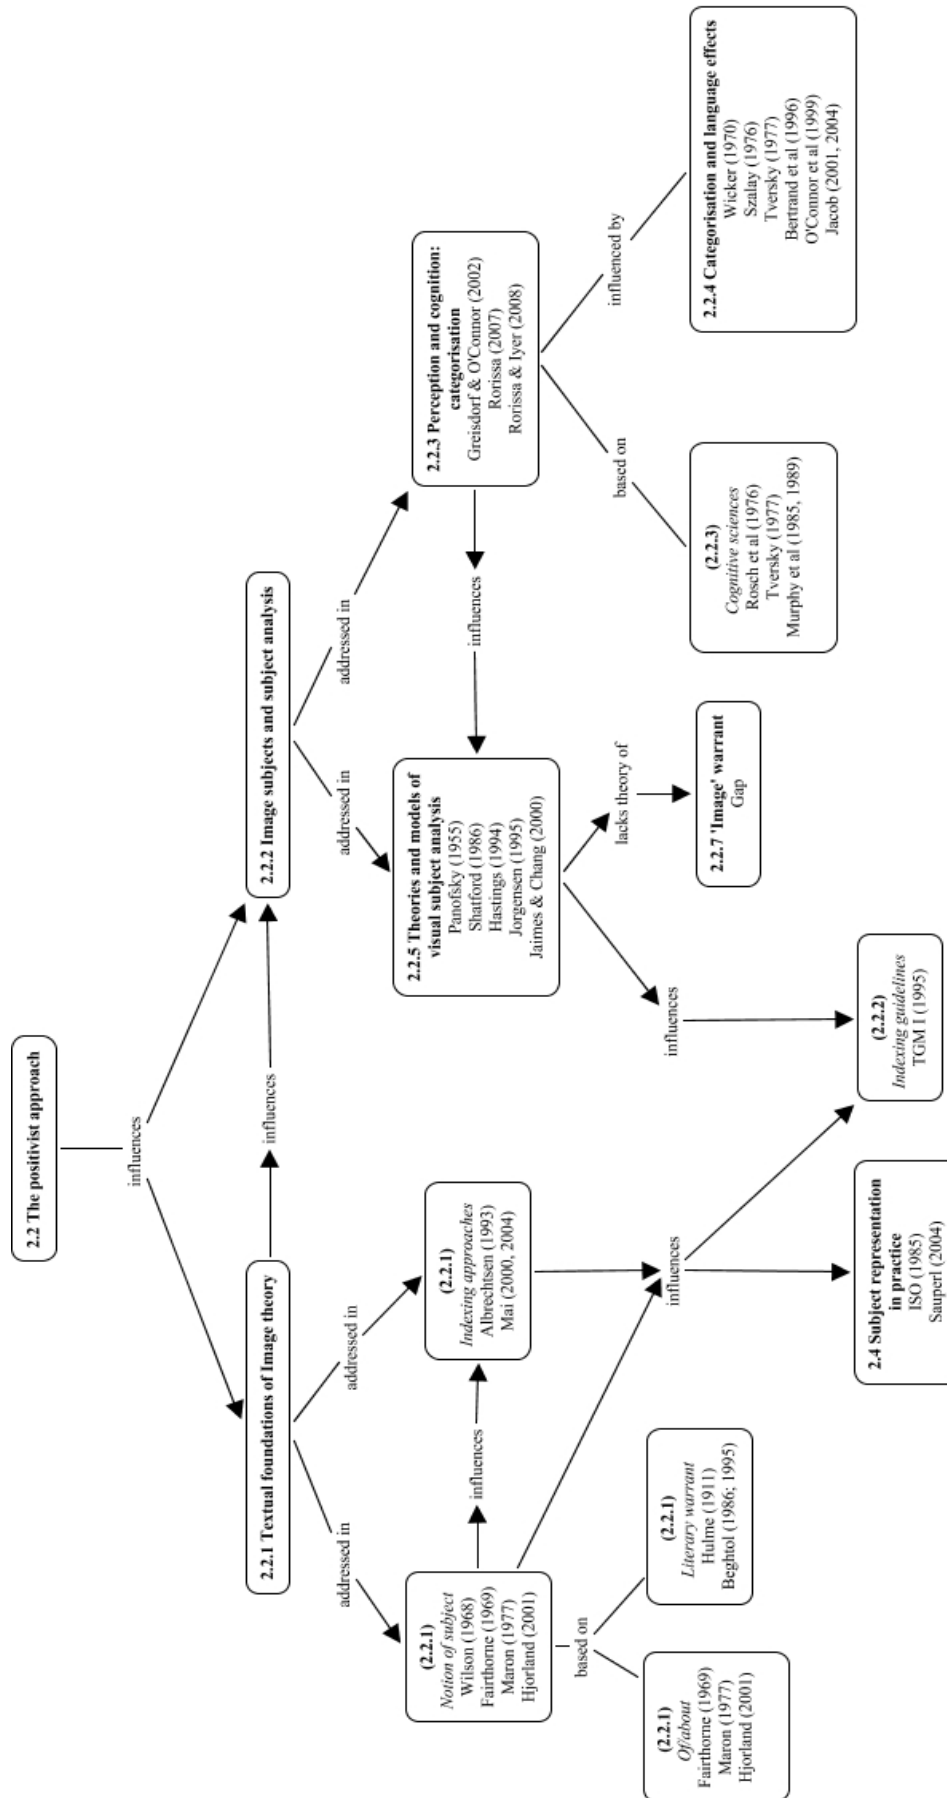 2.2 The positivist approach
influences
2.2.1 Textual foundations of Image theory
influences
2.2.2 Image subjects and subject analysis
addressed in
addressed in
addressed in
addressed in
(2.2.1)
Notion of subject
Wilson (1968)
Fairthorne (1969)
Maron (1977)
Hjorland (2001)
influences
(2.2.1)
Indexing approaches
Albrechtsen (1993)
Mai (2000, 2004)
2.2.5 Theories and models of
visual subject analysis
Panofsky (1955)
Shatford (1986)
Hastings (1994)
Jorgensen (1995)
Jaimes & Chang (2000)
influences
2.2.3 Perception and cognition:
categorisation
Greisdorf & O'Connor (2002)
Rorissa (2007)
Rorissa & Iyer (2008)
based on
influences
influences
lacks theory of
based on
influenced by
(2.2.1)
Of/about
Fairthorne (1969)
Maron (1977)
Hjorland (2001)
(2.2.1)
Literary warrant
Hulme (1911)
Beghtol (1986; 1995)
2.2.7 'Image' warrant
Gap
(2.2.3)
Cognitive sciences
Rosch et al (1976)
Tversky (1977)
Murphy et al (1985, 1989)
2.2.4 Categorisation and language effects
Wicker (1970)
Szalay (1976)
Tversky (1977)
Bertrand et al (1996)
O'Connor et al (1999)
Jacob (2001, 2004)
2.4 Subject representation
in practice
ISO (1985)
Sauperl (2004)
(2.2.2)
Indexing guidelines
TGM I (1995)